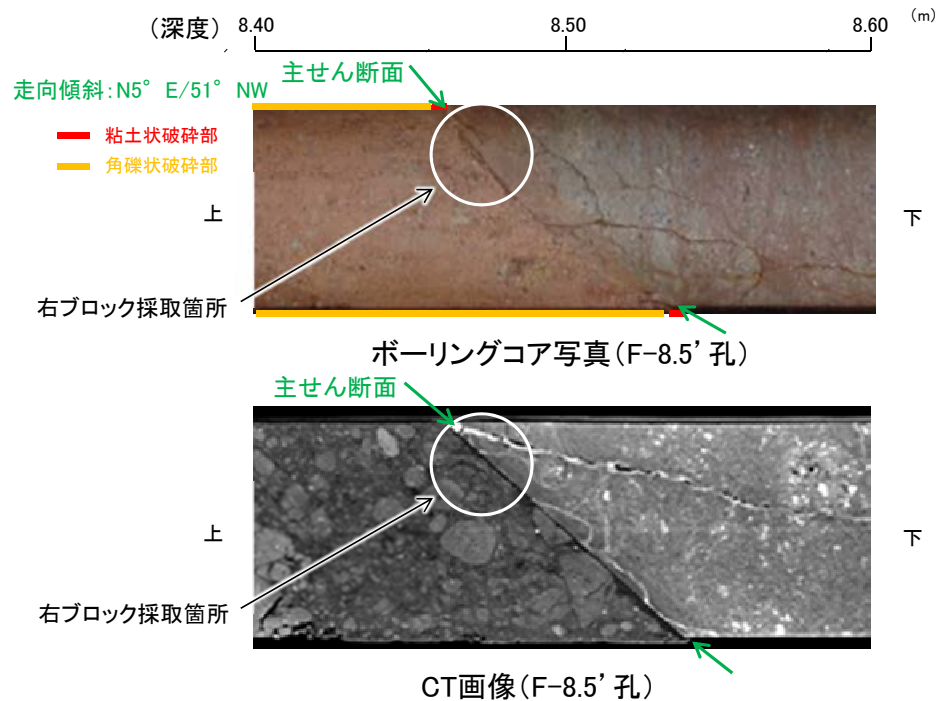 (深度)
8.40
8.50
8.60
(m)
主せん断面
走向傾斜:N5°E/51°NW
粘土状破砕部
角礫状破砕部
上
下
右ブロック採取箇所
ボーリングコア写真(F-8.5’孔)
主せん断面
上
下
右ブロック採取箇所
CT画像(F-8.5’孔)